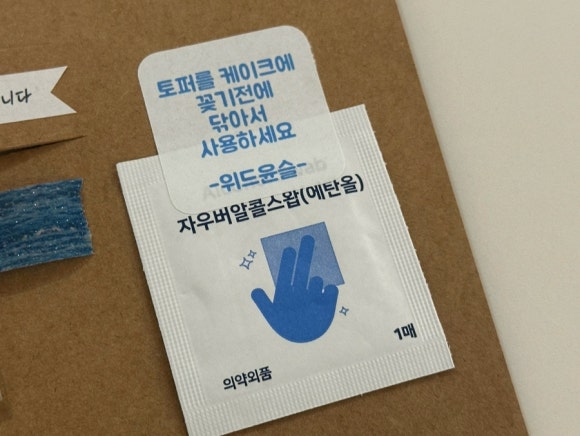 니다
토퍼를 케이크에
꽂기전에
닦아서
사용하세요
-위드윤슬-
자우버알콜스왑(에탄올)
1매
의약외품